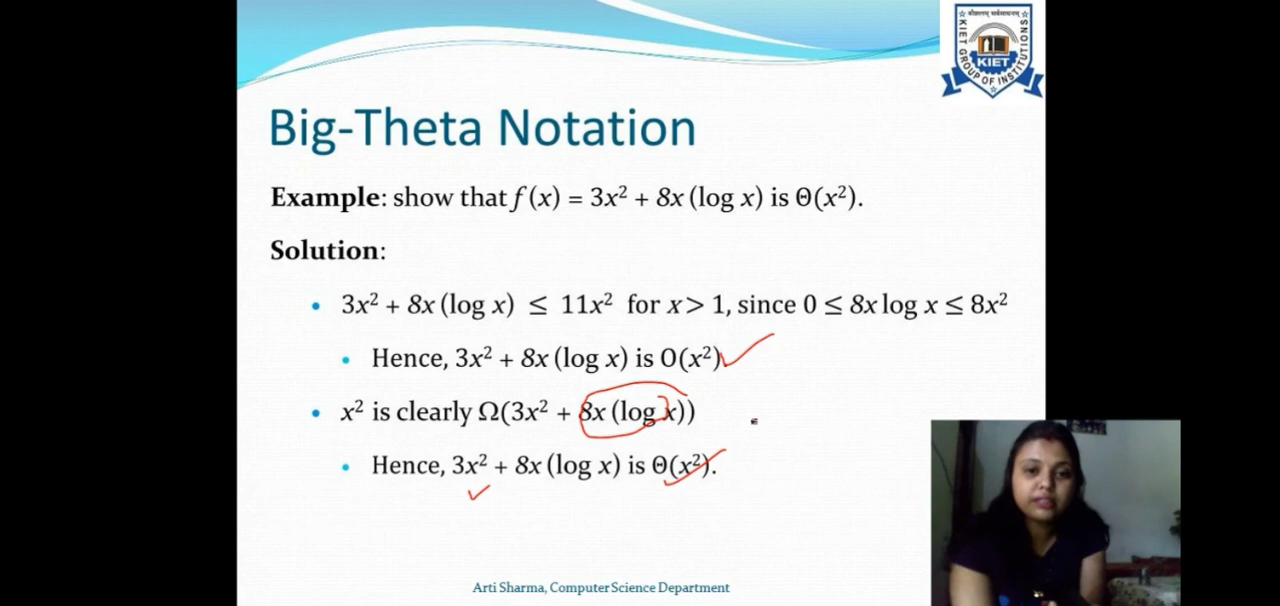 KIET GROUP OF INSTITUTIONS
KIET
Big-Theta Notation
Example: show that f (x) = 3x² + 8x (log x) is Θ(x²).
Solution:
• 3x² + 8x (log x) ≤ 11x² for x > 1, since 0 ≤ 8x log x ≤ 8x²
• Hence, 3x² + 8x (log x) is O(x²)
• x² is clearly Ω(3x² + 8x (log x))
• Hence, 3x² + 8x (log x) is Θ(x²).
Arti Sharma, Computer Science Department